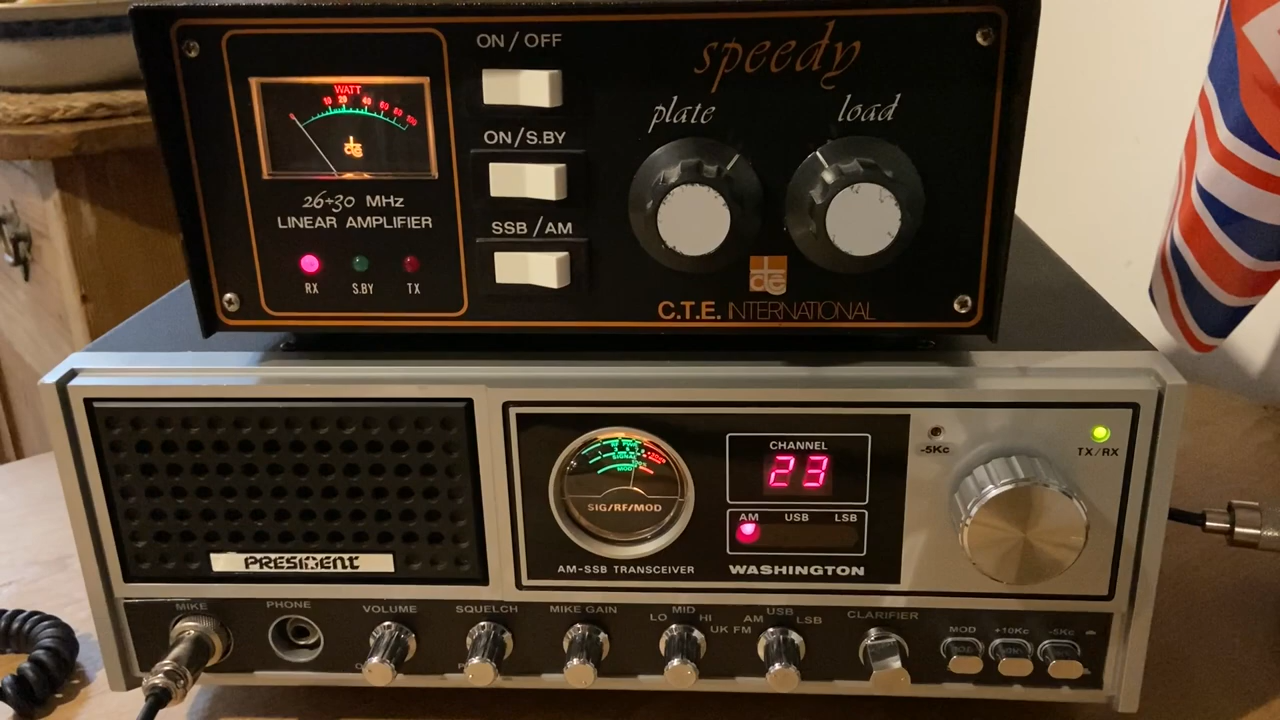 ON / OFF
speedy
WATT
10 20 40 60 80 100
plate load
ON / S.BY
26÷30 MHz
LINEAR AMPLIFIER
SSB / AM
RX S.BY TX
C.T.E. INTERNATIONAL
CHANNEL
23
-5Kc
TX/RX
SIGNAL
MOD
SIG/RF/MOD
AM USB LSB
PRESIDENT
AM-SSB TRANSCEIVER
WASHINGTON
MIKE PHONE VOLUME SQUELCH MIKE GAIN
LO MID HI
UK FM AM USB LSB
CLARIFIER
MOD +10Kc -5Kc